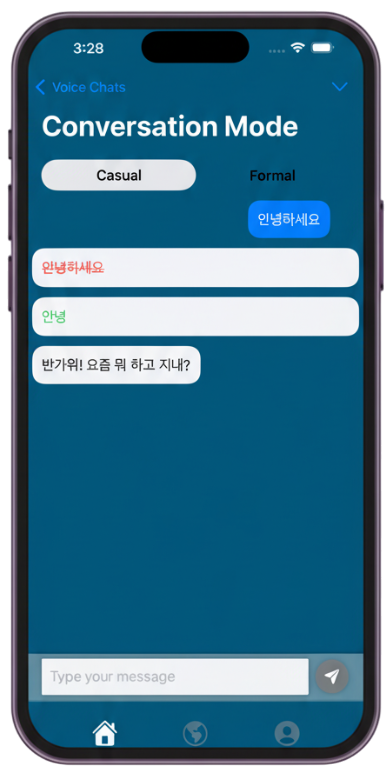 3:28
Voice Chats
Conversation Mode
Casual
Formal
안녕하세요
안녕하세요
안녕
반가워! 요즘 뭐 하고 지내?
Type your message